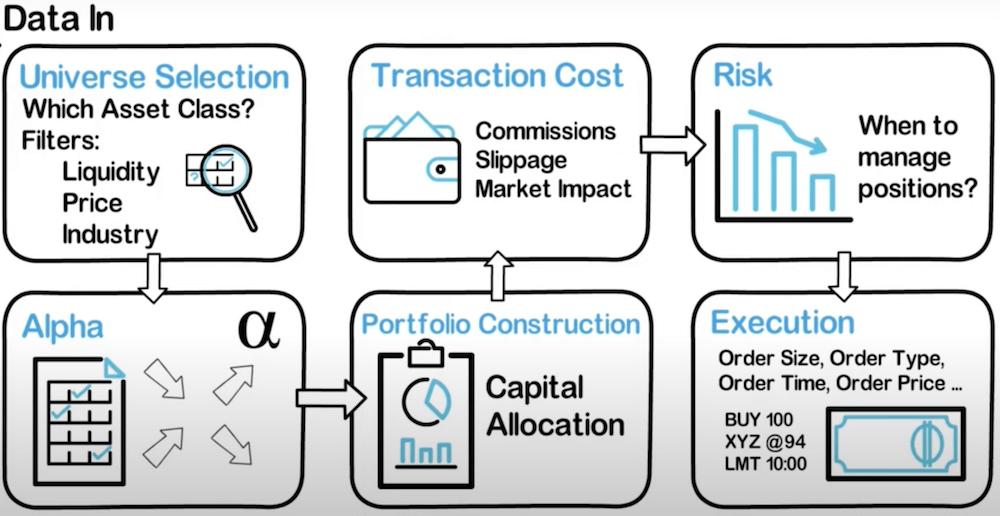 Data In
Universe Selection
Which Asset Class?
Filters:
Liquidity
Price
Industry
?
Alpha
α
Portfolio Construction
Capital
Allocation
Transaction Cost
Commissions
Slippage
Market Impact
Risk
When to
manage
positions?
Execution
Order Size, Order Type,
Order Time, Order Price ...
BUY 100
XYZ @94
LMT 10:00